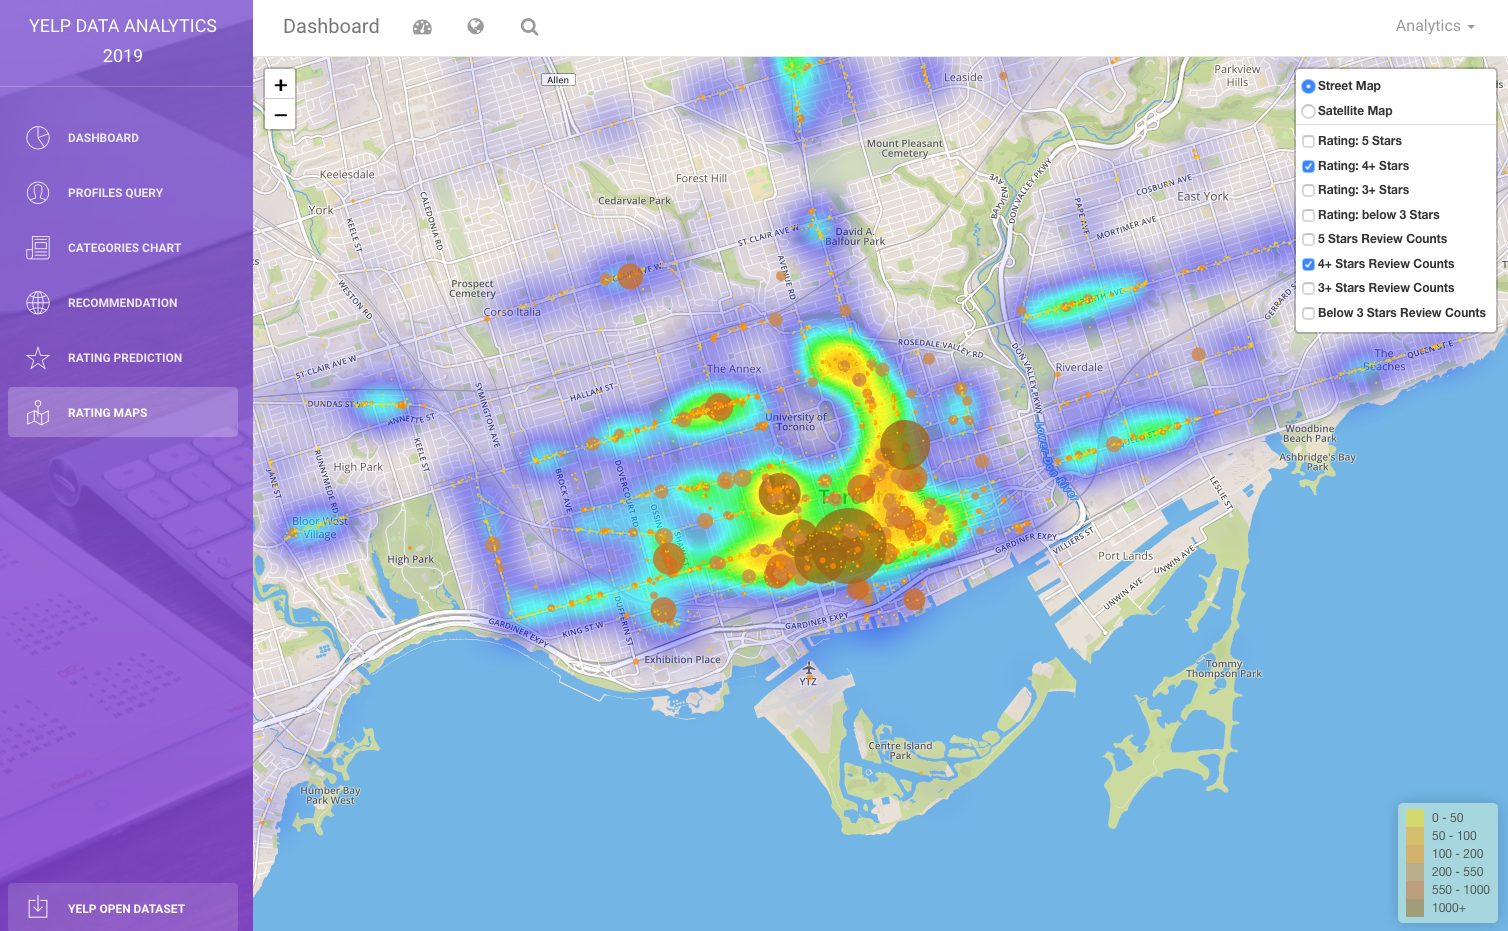 YELP DATA ANALYTICS
2019
DASHBOARD
PROFILES QUERY
CATEGORIES CHART
RECOMMENDATION
RATING PREDICTION
RATING MAPS
YELP OPEN DATASET
Dashboard
Analytics
+
−
Street Map
Satellite Map
Rating: 5 Stars
Rating: 4+ Stars
Rating: 3+ Stars
Rating: below 3 Stars
5 Stars Review Counts
4+ Stars Review Counts
3+ Stars Review Counts
Below 3 Stars Review Counts
Allen
Leaside
Parkview
Hills
Mount Pleasant
Cemetery
Keelesdale
Forest Hill
Cedarvale Park
York
KEELE ST
CALEDONIA RD
ST CLAIR AVE W
David A.
Balfour Park
BAYVIEW AVE
DON VALLEY PKWY
PAPE AVE
COSBURN AVE
East York
MORTIMER AVE
Prospect
Cemetery
Corso Italia
WESTON RD
AVENUE RD
GERRARD S
ROSEDALE VALLEY RD
DON VALLEY PKWY
Riverdale
The
Beaches
QUEEN ST E
ST CLAIR AVE W
The Annex
HALLAM ST
DUNDAS ST
ANNETTE ST
SYMINGTON AVE
University of
Toronto
Woodbine
Beach Park
Ashbridge's Bay
Park
KEELE ST
High Park
RUNNYMEDE RD
JANE ST
BROCK AVE
DOVERCOURT RD
Toronto
Lower Don River
LESLIE ST
Bloor West
Village
High Park
GARDINER EXPY
VILLIERS ST
Port Lands
UNWIN AVE
UNWIN AVE
GARDINER EXPY
KING ST W
DUFFERIN ST
GARDINER EXPY
Exhibition Place
YTZ
Tommy
Thompson Park
Centre Island
Park
Humber Bay
Park West
0 - 50
50 - 100
100 - 200
200 - 550
550 - 1000
1000+